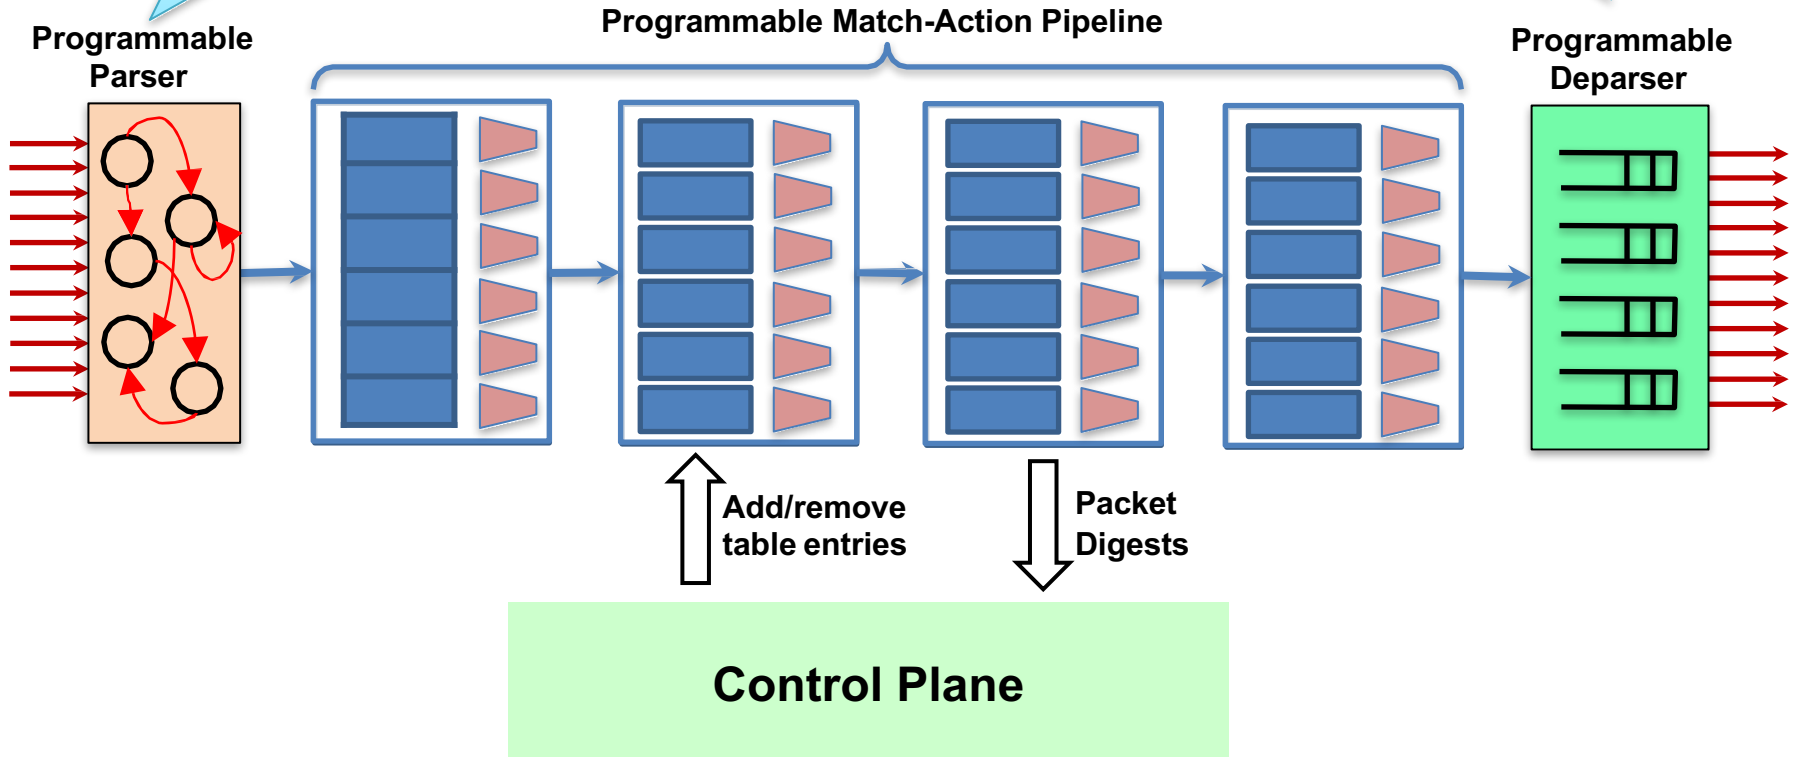 Programmable Match-Action Pipeline
Programmable
Parser
Programmable
Deparser
Add/remove
table entries
Packet
Digests
Control Plane